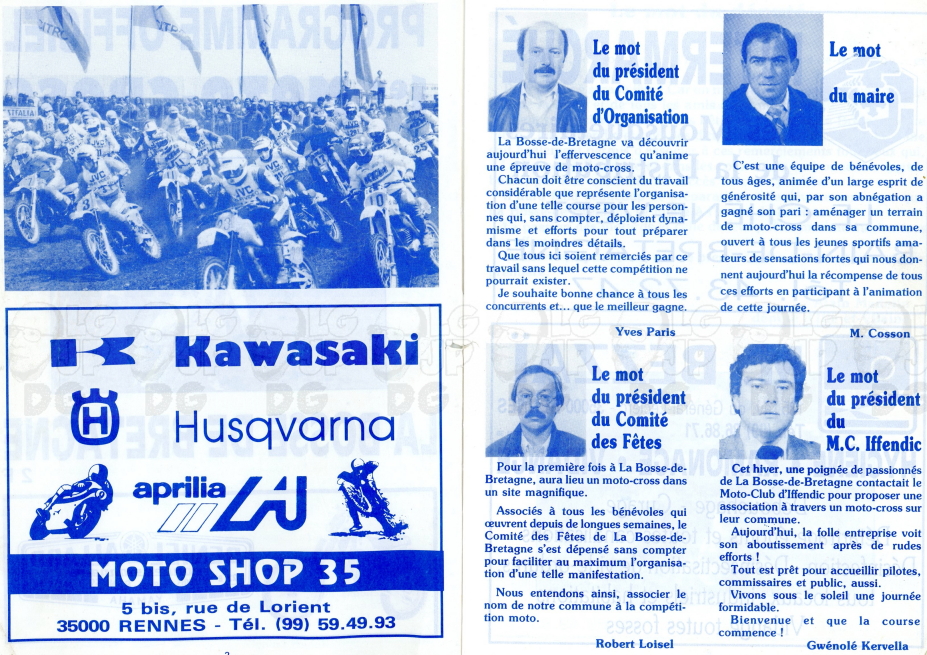 Kawasaki
Husqvarna
aprilia
MOTO SHOP 35
5 bis, rue de Lorient
35000 RENNES - Tél. (99) 59.49.93
Le mot
du président
du Comité
d'Organisation
La Bosse-de-Bretagne va découvrir
aujourd'hui l'effervescence qu'anime
une épreuve de moto-cross.
Chacun doit être conscient du travail
considérable que représente l'organisa-
tion d'une telle course pour les person-
nes qui, sans compter, déploient dyna-
misme et efforts pour tout préparer
dans les moindres détails.
Que tous ici soient remerciés par ce
travail sans lequel cette compétition ne
pourrait exister.
Je souhaite bonne chance à tous les
concurrents et... que le meilleur gagne.
Yves Paris
Le mot
du maire
C'est une équipe de bénévoles, de
tous âges, animée d'un large esprit de
générosité qui, par son abnégation a
gagné son pari : aménager un terrain
de moto-cross dans sa commune,
ouvert à tous les jeunes sportifs ama-
teurs de sensations fortes qui nous don-
nent aujourd'hui la récompense de tous
ces efforts en participant à l'animation
de cette journée.
M. Cosson
Le mot
du président
du Comité
des Fêtes
Pour la première fois à La Bosse-de-
Bretagne, aura lieu un moto-cross dans
un site magnifique.
Associés à tous les bénévoles qui
œuvrent depuis de longues semaines, le
Comité des Fêtes de La Bosse-de-
Bretagne s'est dépensé sans compter
pour faciliter au maximum l'organisa-
tion d'une telle manifestation.
Nous entendons ainsi, associer le
nom de notre commune à la compéti-
tion moto.
Robert Loisel
Le mot
du président
du
M.C. Iffendic
Cet hiver, une poignée de passionnés
de La Bosse-de-Bretagne contactait le
Moto-Club d'Iffendic pour proposer une
association à travers un moto-cross sur
leur commune.
Aujourd'hui, la folle entreprise voit
son aboutissement après de rudes
efforts !
Tout est prêt pour accueillir pilotes,
commissaires et public, aussi.
Vivons sous le soleil une journée
formidable.
Bienvenue et que la course
commence !
Gwénolé Kervella